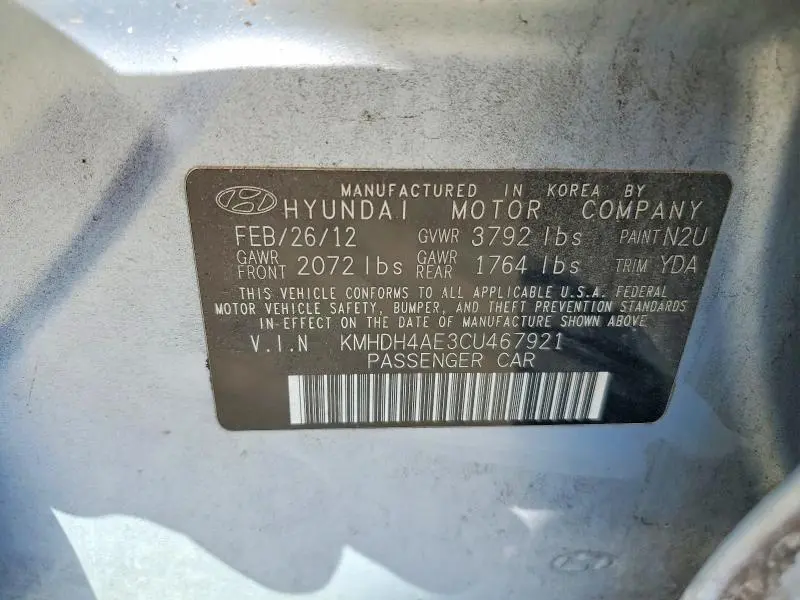 MANUFACTURED IN KOREA BY
HYUNDAI MOTOR COMPANY
FEB/26/12 GVWR 3792 lbs PAINT N2U
GAWR FRONT 2072 lbs GAWR REAR 1764 lbs TRIM YDA
THIS VEHICLE CONFORMS TO ALL APPLICABLE U.S.A. FEDERAL
MOTOR VEHICLE SAFETY, BUMPER, AND THEFT PREVENTION STANDARDS
IN-EFFECT ON THE DATE OF MANUFACTURE SHOWN ABOVE.
V.I.N KMHDH4AE3CU467921
PASSENGER CAR